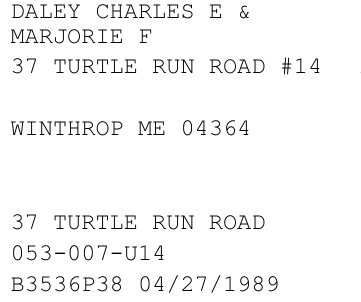 DALEY CHARLES E &
MARJORIE F
37 TURTLE RUN ROAD #14
WINTHROP ME 04364
37 TURTLE RUN ROAD
053-007-U14
B3536P38 04/27/1989